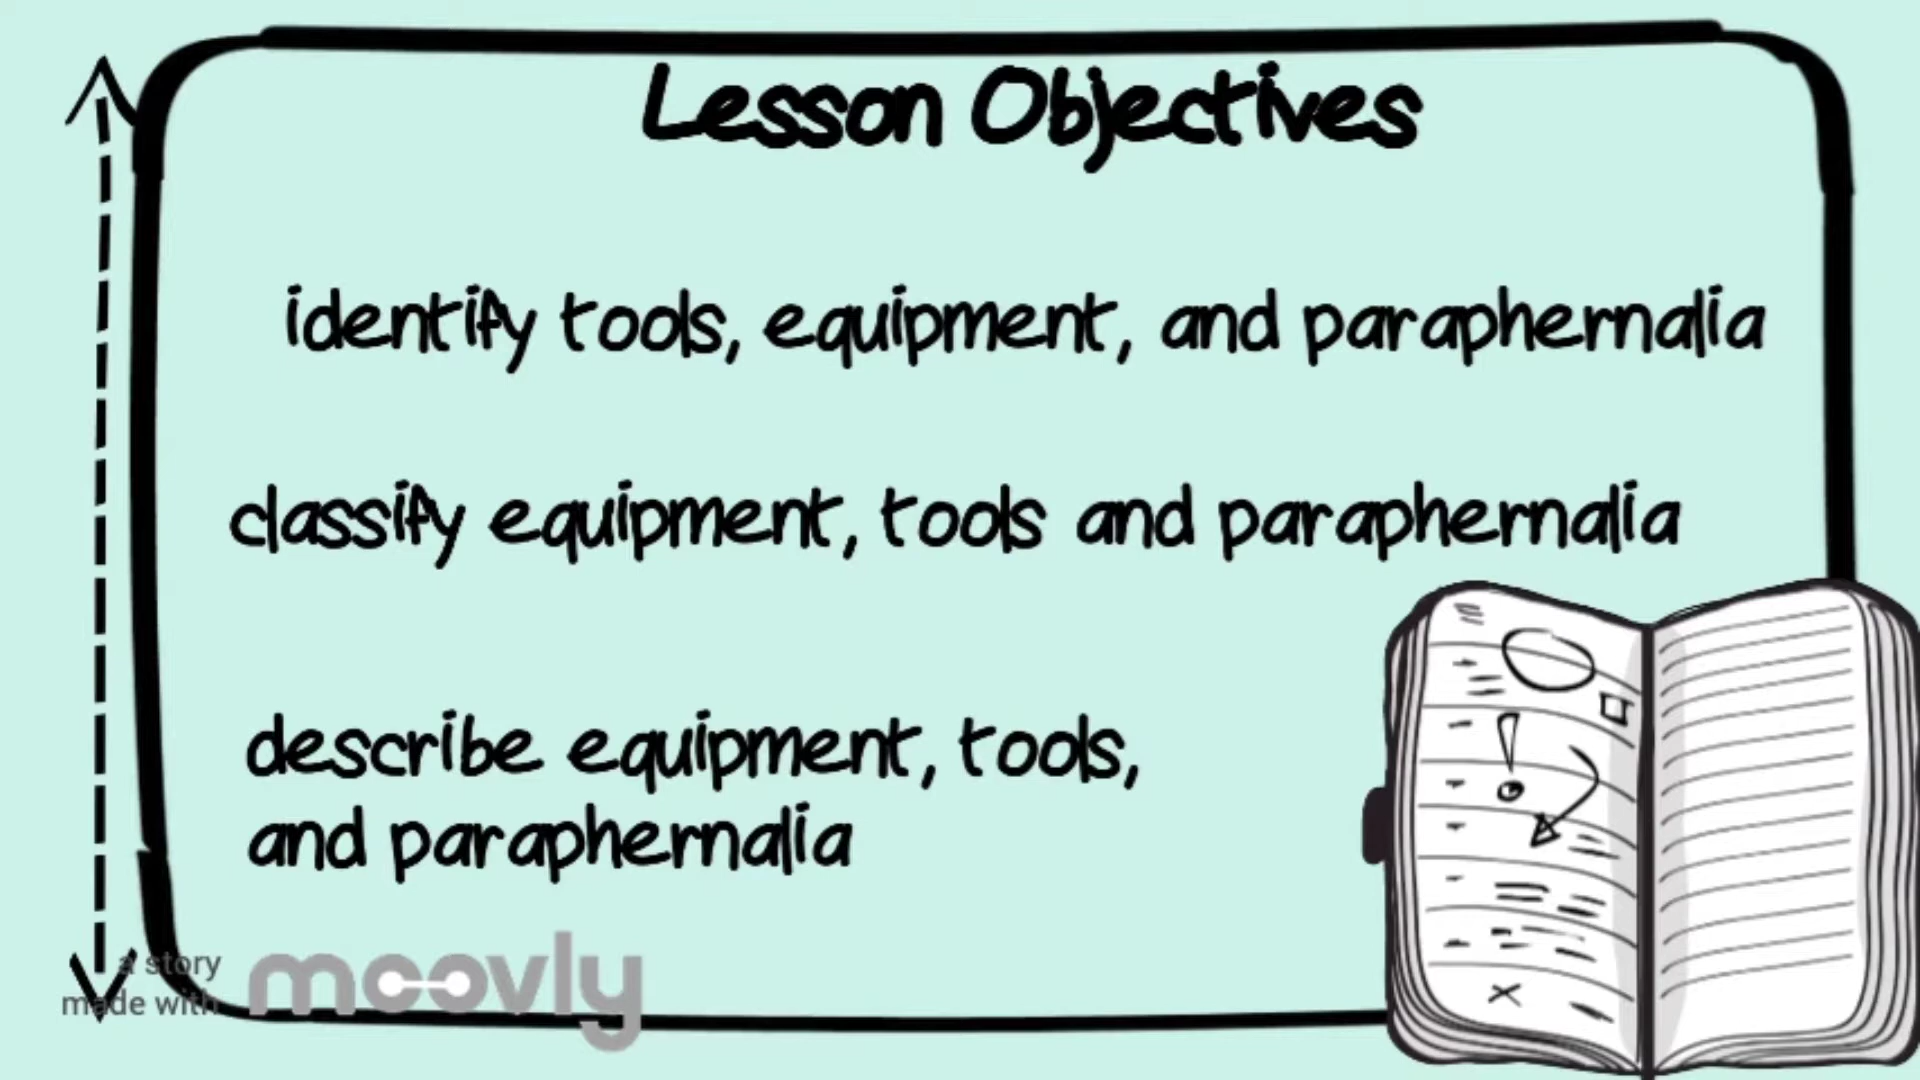 Lesson Objectives
identify tools, equipment, and paraphernalia
classify equipment, tools and paraphernalia
describe equipment, tools,
and paraphernalia
a story
made with moovly